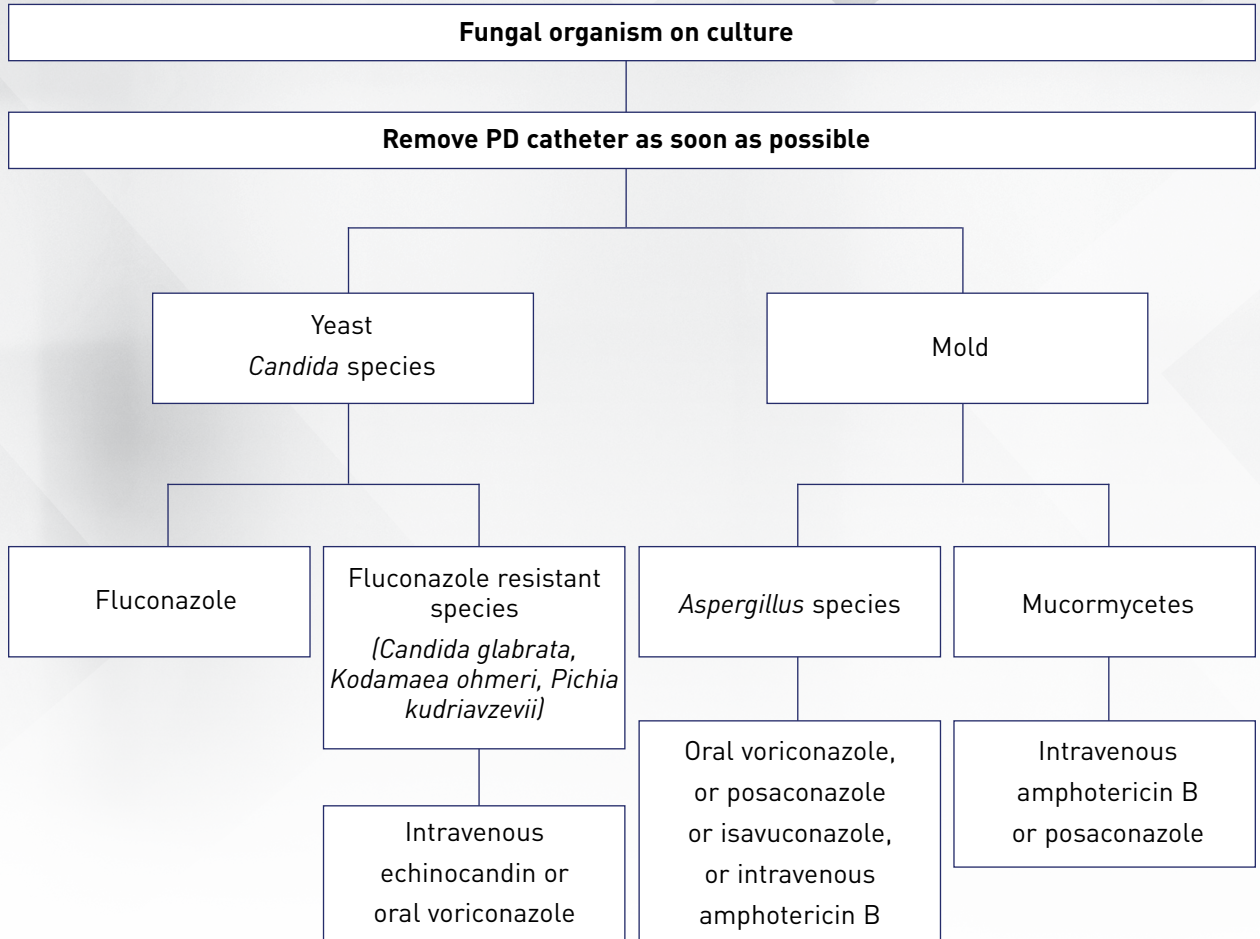 Fungal organism on culture
Remove PD catheter as soon as possible
Yeast
Candida species
Mold
Fluconazole
Fluconazole resistant
species
(Candida glabrata,
Kodamaea ohmeri, Pichia
kudriavzevii)
Aspergillus species
Mucormycetes
Intravenous
echinocandin or
oral voriconazole
Oral voriconazole,
or posaconazole
or isavuconazole,
or intravenous
amphotericin B
Intravenous
amphotericin B
or posaconazole